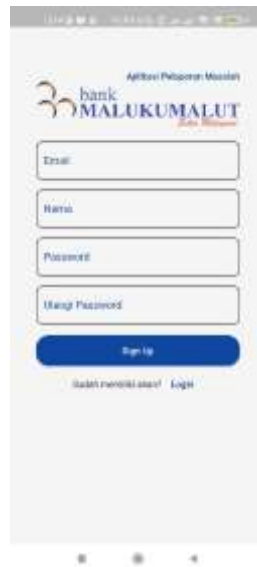 Aplikasi Pelaporan Masalah
bank
MALUKUMALUT
Email
Nama
Password
Ulangi Password
Sign Up
Sudah memiliki akun? Login